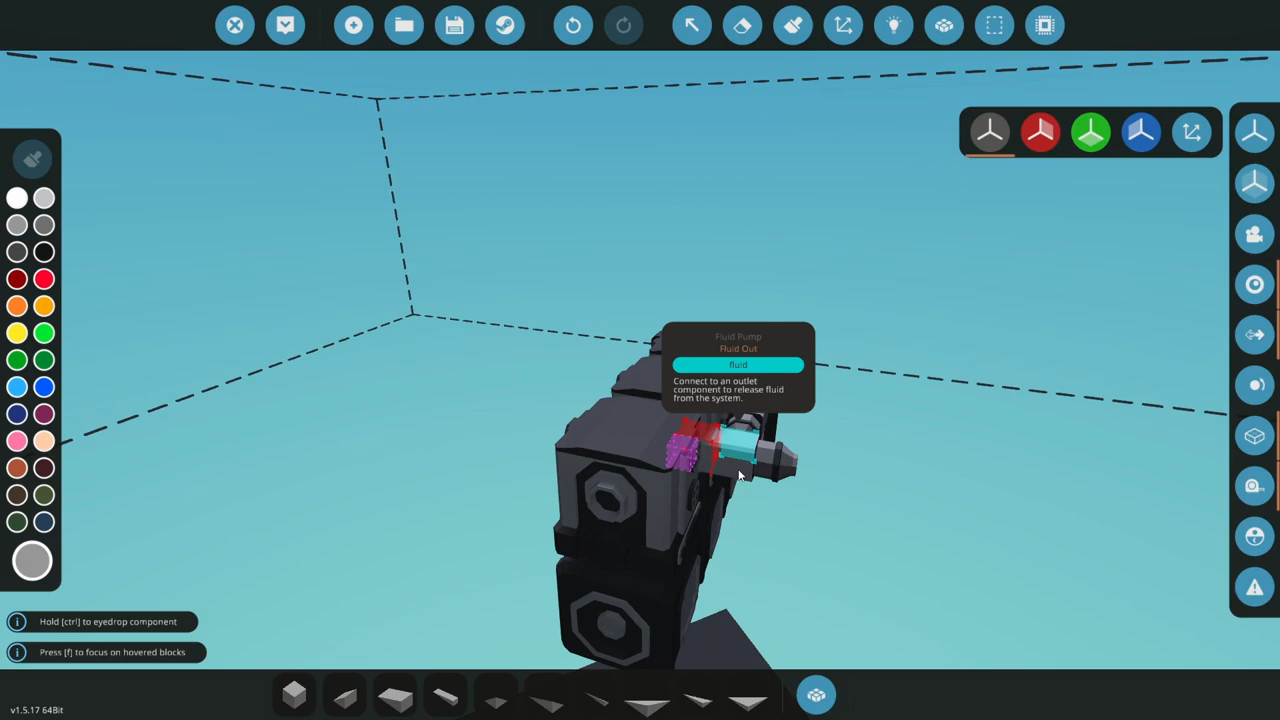 Fluid Pump
Fluid Out
fluid
Connect to an outlet
component to release fluid
from the system.
Hold [ctrl] to eyedrop component
Press [f] to focus on hovered blocks
v1.5.17 64Bit